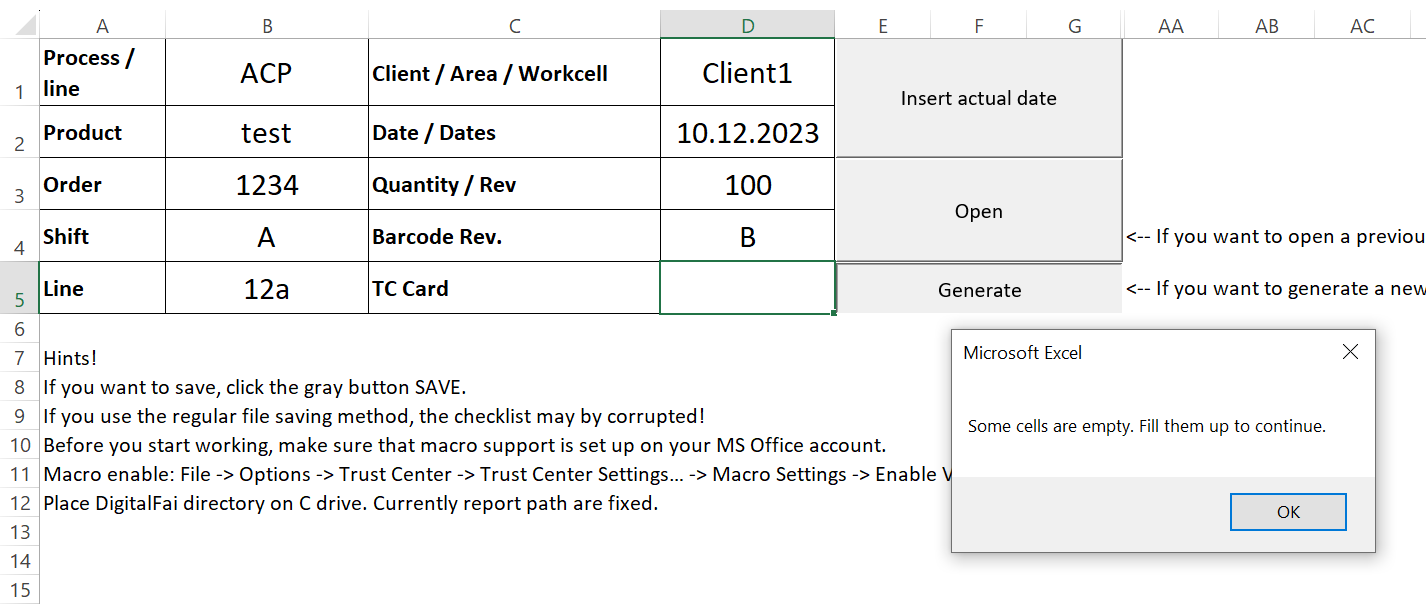 A B C D E F G AA AB AC
1 Process / line ACP Client / Area / Workcell Client1 Insert actual date
2 Product test Date / Dates 10.12.2023
3 Order 1234 Quantity / Rev 100 Open
4 Shift A Barcode Rev. B <-- If you want to open a previou
5 Line 12a TC Card Generate <-- If you want to generate a new
6
7 Hints!
8 If you want to save, click the gray button SAVE.
9 If you use the regular file saving method, the checklist may by corrupted!
10 Before you start working, make sure that macro support is set up on your MS Office account.
11 Macro enable: File -> Options -> Trust Center -> Trust Center Settings... -> Macro Settings -> Enable V
12 Place DigitalFai directory on C drive. Currently report path are fixed.
13
14
15
Microsoft Excel
Some cells are empty. Fill them up to continue.
OK